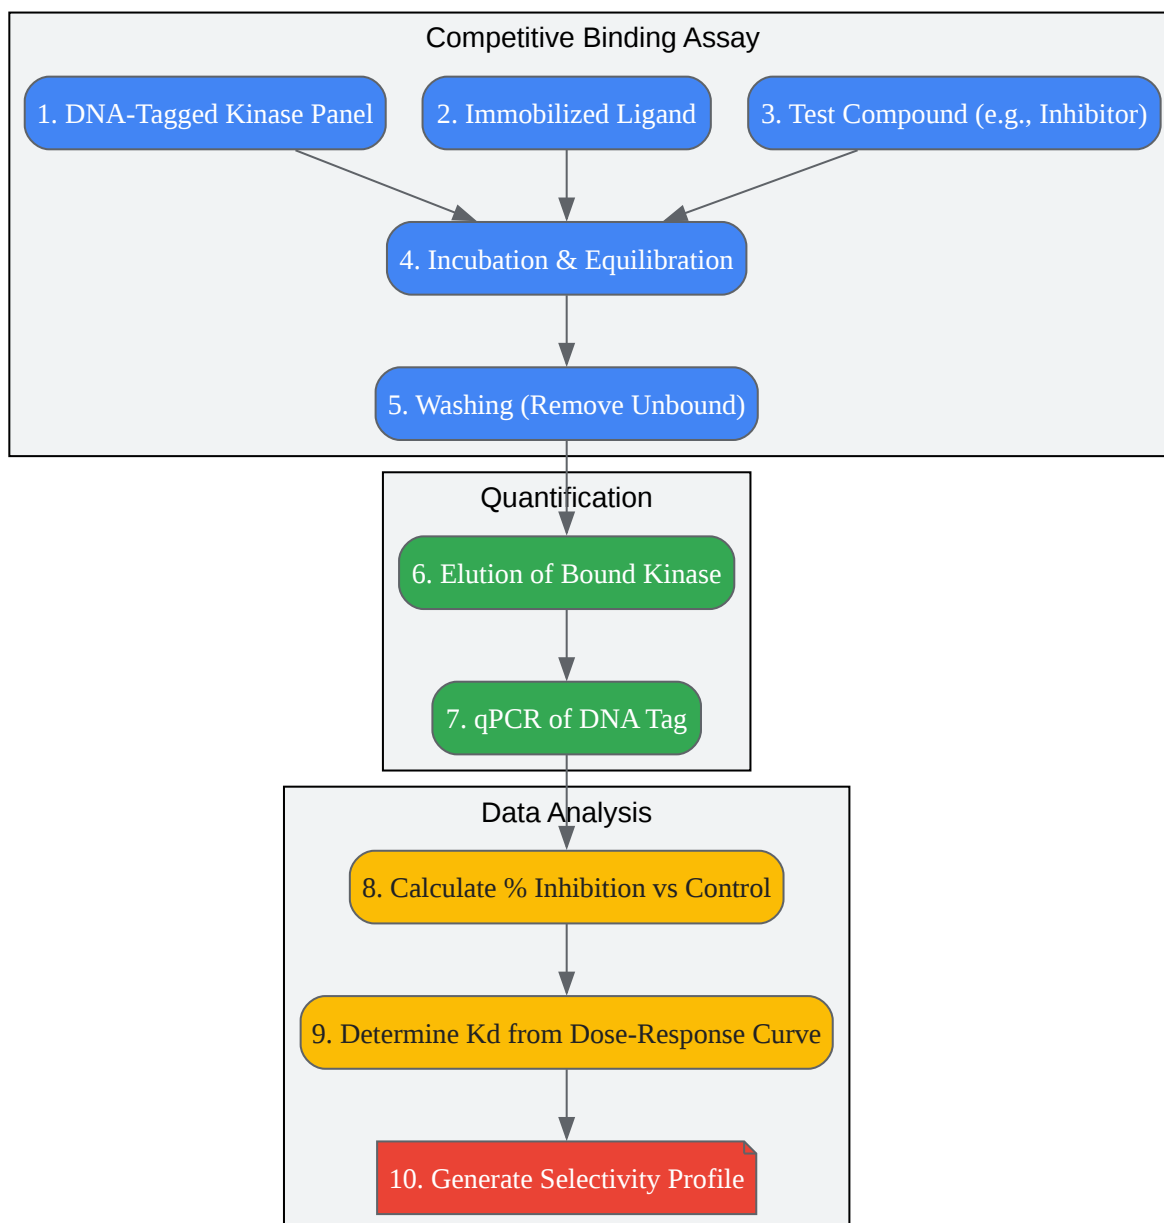 Competitive Binding Assay
1. DNA-Tagged Kinase Panel
2. Immobilized Ligand
3. Test Compound (e.g., Inhibitor)
4. Incubation & Equilibration
5. Washing (Remove Unbound)
Quantification
6. Elution of Bound Kinase
7. qPCR of DNA Tag
Data Analysis
8. Calculate % Inhibition vs Control
9. Determine Kd from Dose-Response Curve
10. Generate Selectivity Profile